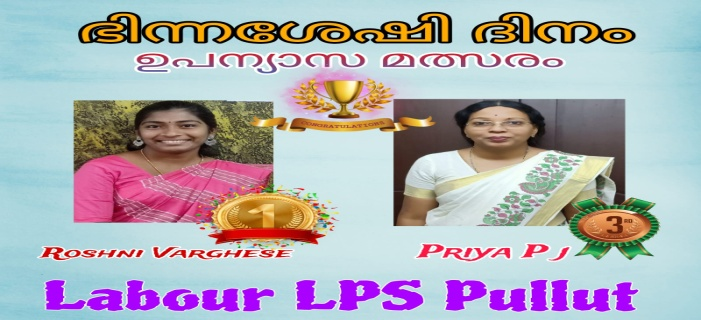 ഭിന്നശേഷി ദിനം
ഉപന്യാസ മത്സരം
CONGRATULATIONS
1
3RD
Roshni Varghese
Priya P J
Labour LPS Pullut